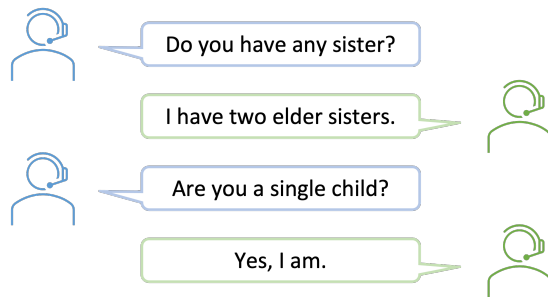 Do you have any sister?
I have two elder sisters.
Are you a single child?
Yes, I am.